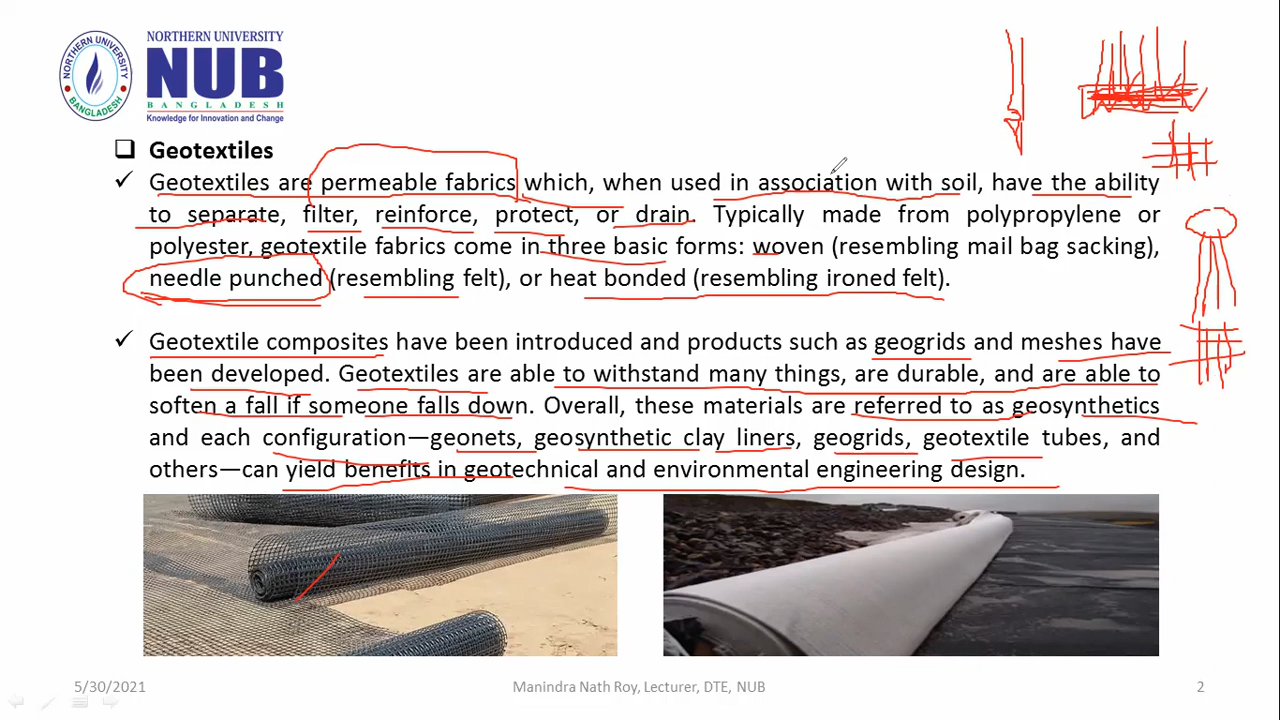 NORTHERN UNIVERSITY
NORTHERN UNIVERSITY
NUB
BANGLADESH
BANGLADESH
Knowledge for Innovation and Change
Geotextiles
Geotextiles are permeable fabrics which, when used in association with soil, have the ability
to separate, filter, reinforce, protect, or drain. Typically made from polypropylene or
polyester, geotextile fabrics come in three basic forms: woven (resembling mail bag sacking),
needle punched (resembling felt), or heat bonded (resembling ironed felt).
Geotextile composites have been introduced and products such as geogrids and meshes have
been developed. Geotextiles are able to withstand many things, are durable, and are able to
soften a fall if someone falls down. Overall, these materials are referred to as geosynthetics
and each configuration—geonets, geosynthetic clay liners, geogrids, geotextile tubes, and
others—can yield benefits in geotechnical and environmental engineering design.
5/30/2021
Manindra Nath Roy, Lecturer, DTE, NUB
2